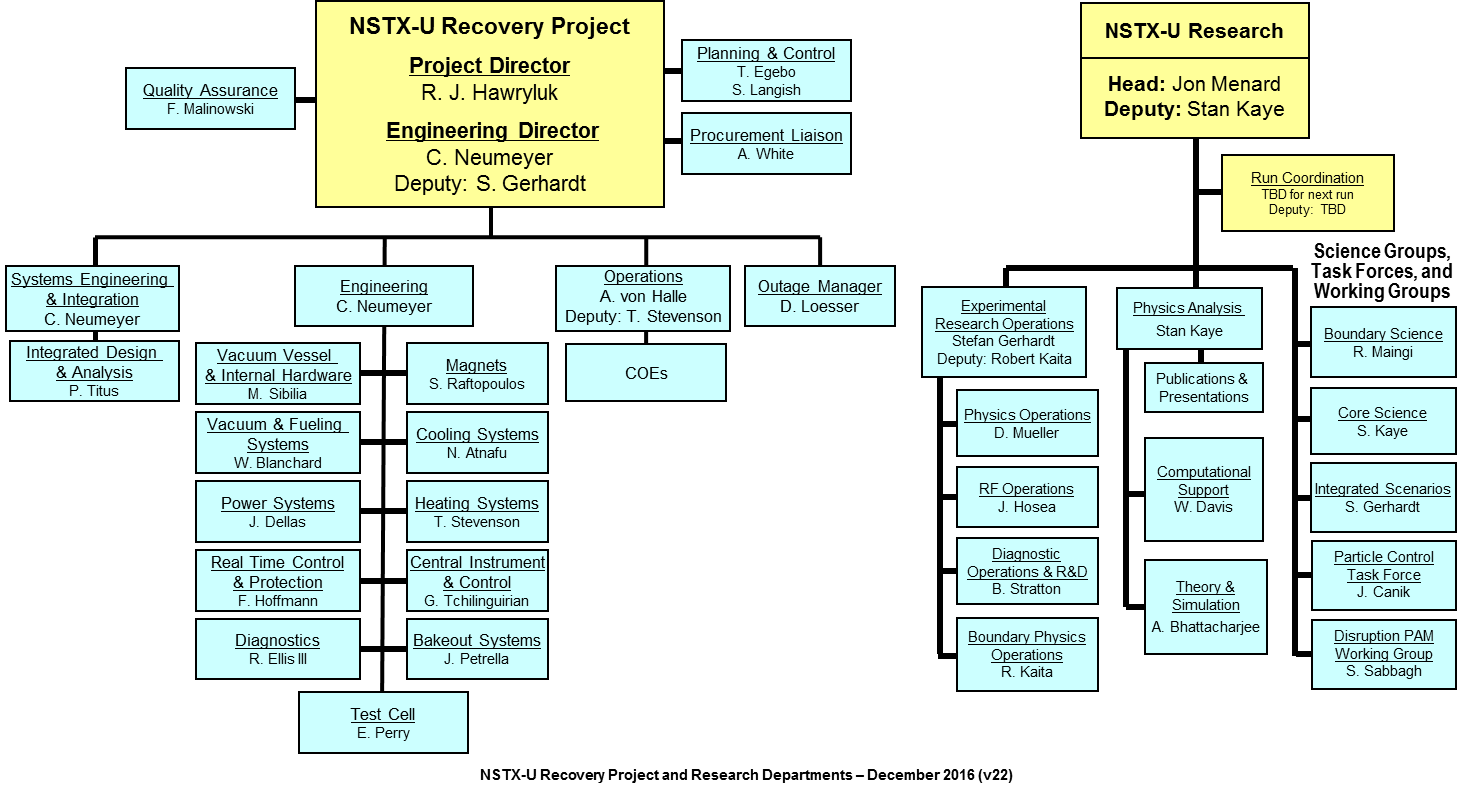 NSTX-U Recovery Project
Project Director
R. J. Hawryluk
Engineering Director
C. Neumeyer
Deputy: S. Gerhardt
Quality Assurance
F. Malinowski
Planning & Control
T. Egebo
S. Langish
Procurement Liaison
A. White
Systems Engineering
& Integration
C. Neumeyer
Integrated Design
& Analysis
P. Titus
Engineering
C. Neumeyer
Vacuum Vessel
& Internal Hardware
M. Sibilia
Magnets
S. Raftopoulos
Vacuum & Fueling
Systems
W. Blanchard
Cooling Systems
N. Atnafu
Power Systems
J. Dellas
Heating Systems
T. Stevenson
Real Time Control
& Protection
F. Hoffmann
Central Instrument
& Control
G. Tchilinguirian
Diagnostics
R. Ellis III
Bakeout Systems
J. Petrella
Test Cell
E. Perry
Operations
A. von Halle
Deputy: T. Stevenson
COEs
Outage Manager
D. Loesser
NSTX-U Research
Head: Jon Menard
Deputy: Stan Kaye
Run Coordination
TBD for next run
Deputy: TBD
Experimental
Research Operations
Stefan Gerhardt
Deputy: Robert Kaita
Physics Operations
D. Mueller
RF Operations
J. Hosea
Diagnostic
Operations & R&D
B. Stratton
Boundary Physics
Operations
R. Kaita
Physics Analysis
Stan Kaye
Publications &
Presentations
Computational
Support
W. Davis
Theory &
Simulation
A. Bhattacharjee
Science Groups,
Task Forces, and
Working Groups
Boundary Science
R. Maingi
Core Science
S. Kaye
Integrated Scenarios
S. Gerhardt
Particle Control
Task Force
J. Canik
Disruption PAM
Working Group
S. Sabbagh
NSTX-U Recovery Project and Research Departments – December 2016 (v22)